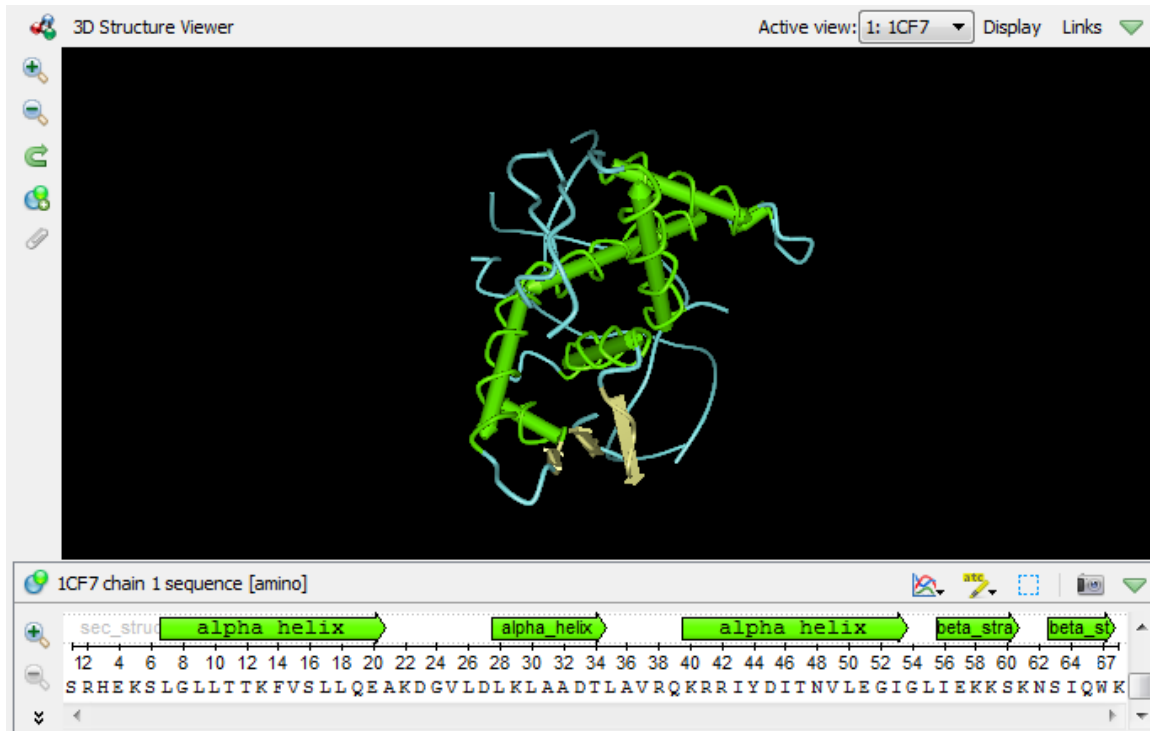 3D Structure Viewer Active view: 1: 1CF7 Display Links
1CF7 chain 1 sequence [amino] atc
sec_struc alpha helix alpha_helix alpha helix beta_stra beta_st
12 4 6 8 10 12 14 16 18 20 22 24 26 28 30 32 34 36 38 40 42 44 46 48 50 52 54 56 58 60 62 64 67
SRHEKSLGLLTTKFVSLLQEAKDGVLDLKLAADTLAVRQKRRIYDITNVLEGIGLIEKKSKNSIQWK